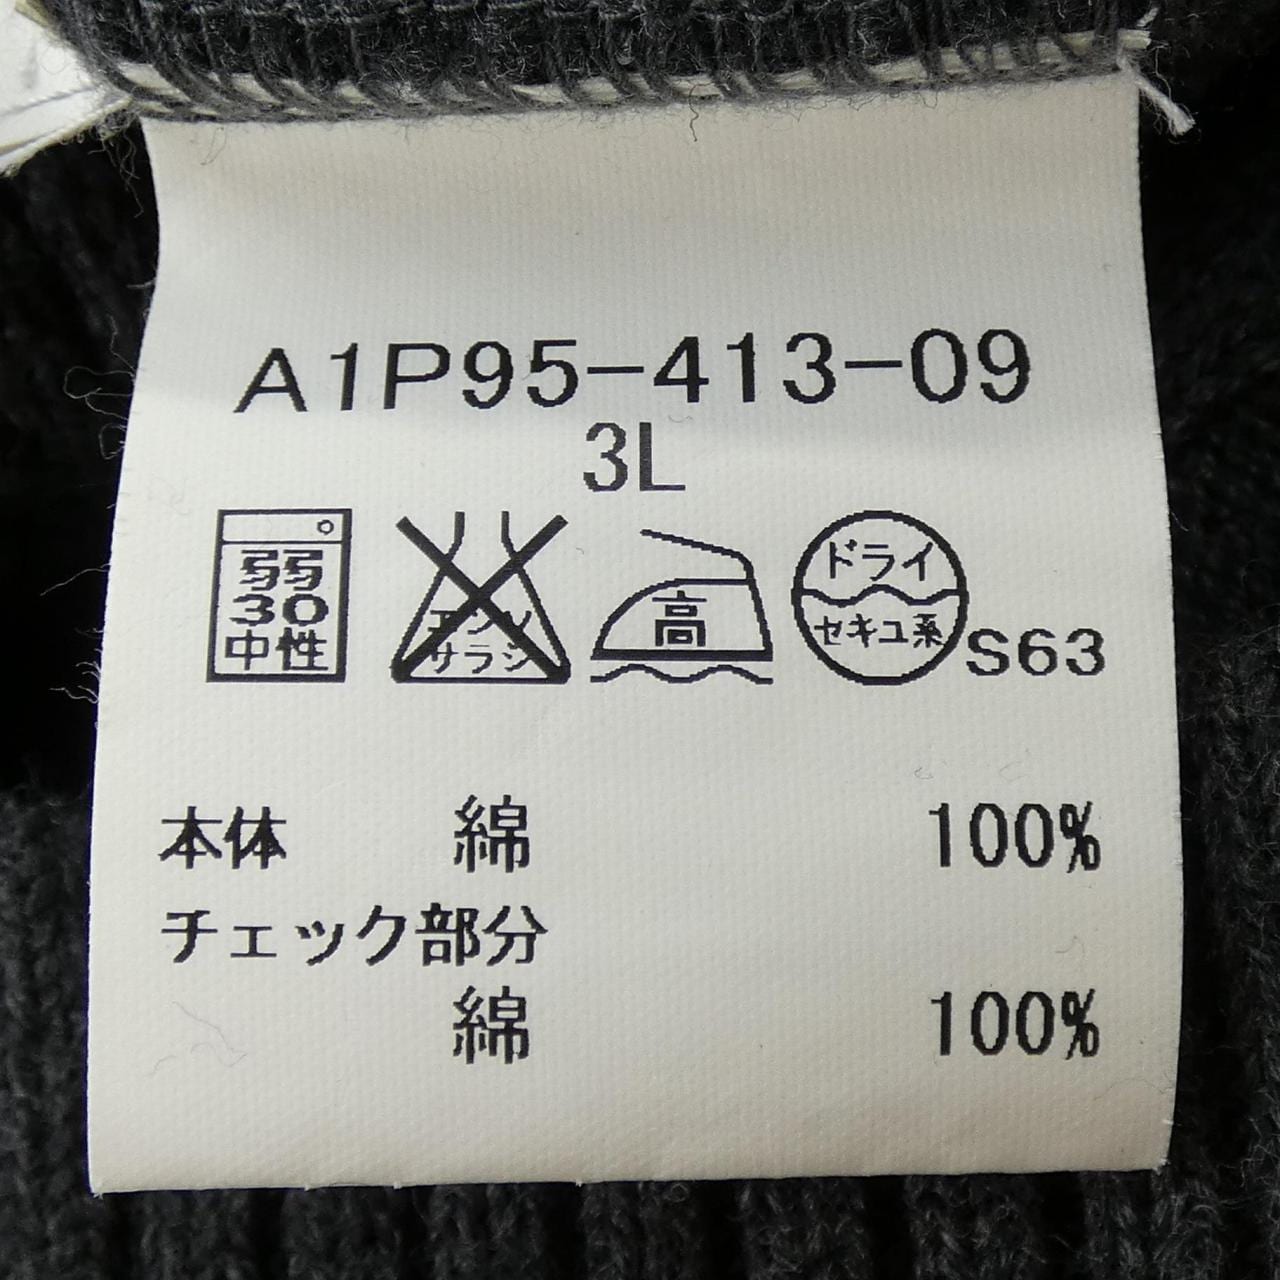 A1P95-413-09
3L
弱
30
中性
エンソ
サラシ
高
ドライ
セキユ系
S63
本体 綿 100%
チェック部分
綿 100%